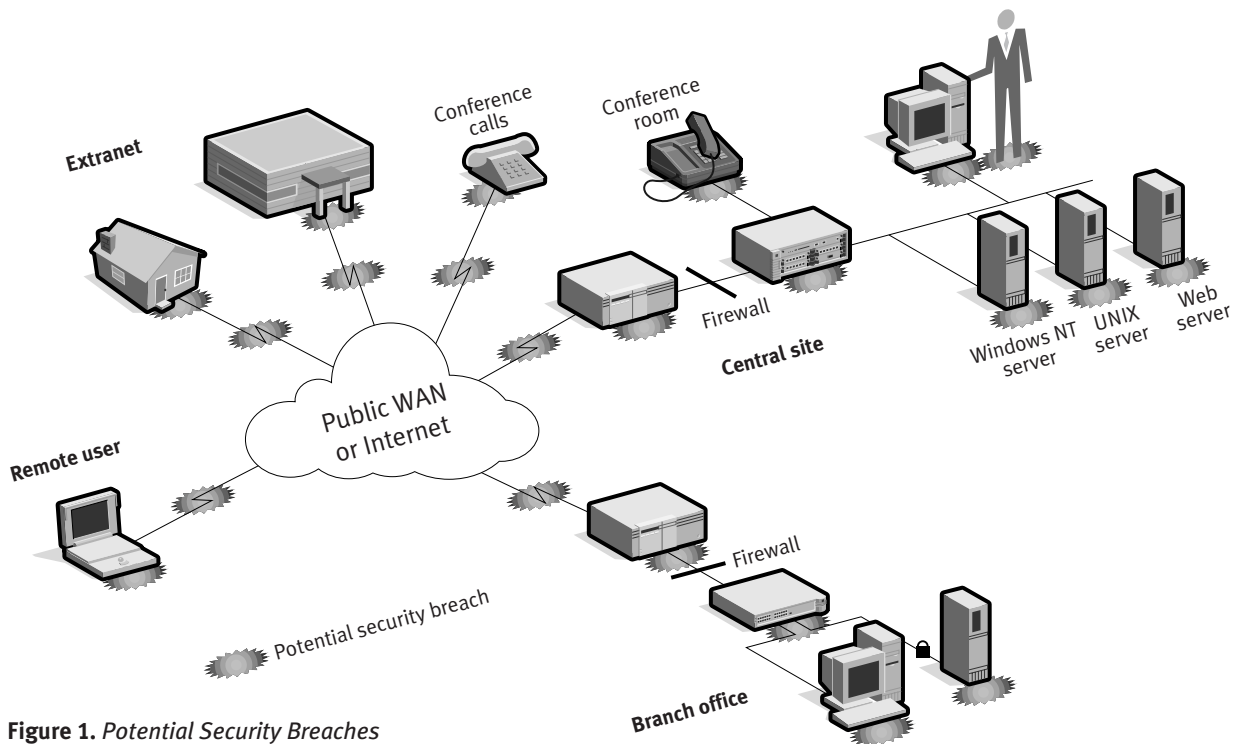 Extranet
Conference
calls
Conference
room
Firewall
Central site
Windows NT
server
UNIX
server
Web
server
Public WAN
or Internet
Remote user
Firewall
Potential security breach
Branch office
Figure 1. Potential Security Breaches